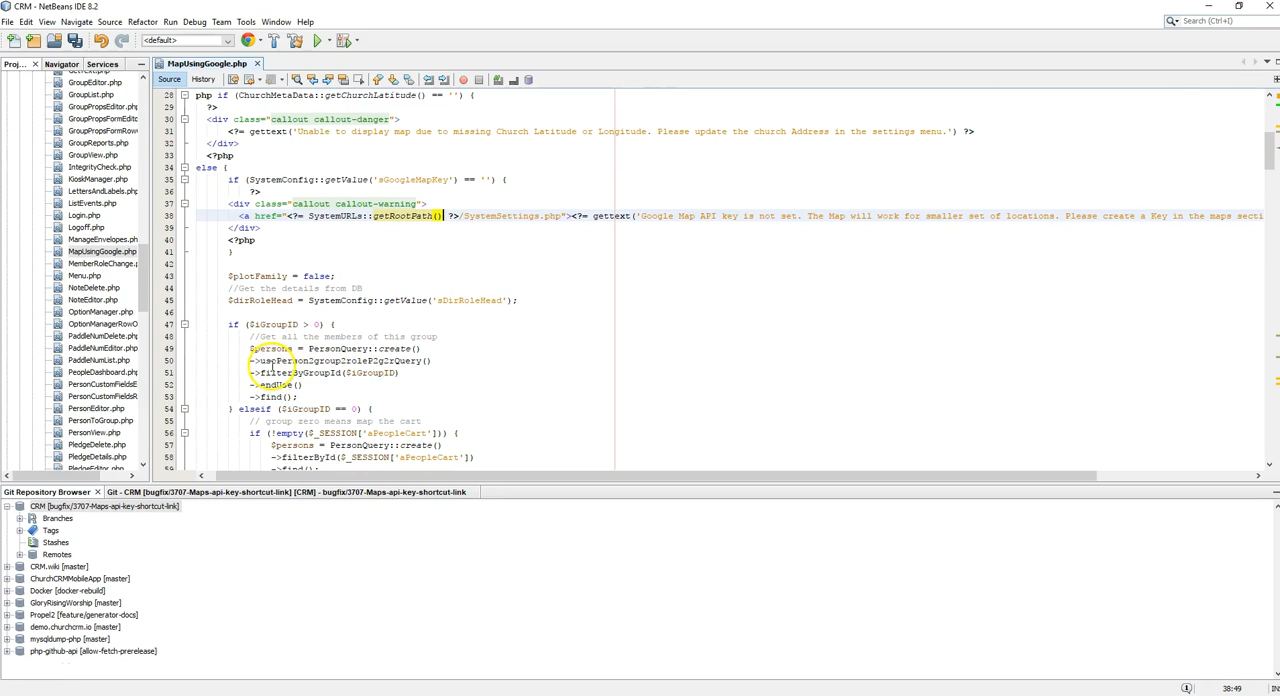 CRM - NetBeans IDE 8.2
File Edit View Navigate Source Refactor Run Debug Team Tools Window Help
Search (Ctrl+I)
<default>
Proj... Navigator Services
MapUsingGoogle.php
Source History
GroupEditor.php
GroupList.php
GroupPropsEditor.php
GroupPropsFormEditc
GroupPropsFormRow
GroupReports.php
GroupView.php
IntegrityCheck.php
KioskManager.php
LettersAndLabels.php
ListEvents.php
Login.php
Logoff.php
ManageEnvelopes.php
MapUsingGoogle.php
MemberRoleChange.p
Menu.php
NoteDelete.php
NoteEditor.php
OptionManager.php
OptionManagerRowO
PaddleNumDelete.php
PaddleNumEditor.php
PaddleNumList.php
PeopleDashboard.php
PersonCustomFieldsE
PersonCustomFieldsR
PersonEditor.php
PersonToGroup.php
PersonView.php
PledgeDelete.php
PledgeDetails.php
PledgeEditor.php
28 php if (ChurchMetaData::getChurchLatitude() == '') {
29 ?>
30 <div class="callout callout-danger">
31 <?= gettext('Unable to display map due to missing Church Latitude or Longitude. Please update the church Address in the settings menu.') ?>
32 </div>
33 <?php
34 else {
35 if (SystemConfig::getValue('sGoogleMapKey') == '') {
36 ?>
37 <div class="callout callout-warning">
38 <a href="<?= SystemURLs::getRootPath() ?>/SystemSettings.php"><?= gettext('Google Map API key is not set. The Map will work for smaller set of locations. Please create a Key in the maps secti
39 </div>
40 <?php
41 }
42
43 $plotFamily = false;
44 //Get the details from DB
45 $dirRoleHead = SystemConfig::getValue('sDirRoleHead');
46
47 if ($iGroupID > 0) {
48 //Get all the members of this group
49 $persons = PersonQuery::create()
50 ->usePerson2group2roleP2g2rQuery()
51 ->filterByGroupId($iGroupID)
52 ->endUse()
53 ->find();
54 } elseif ($iGroupID == 0) {
55 // group zero means map the cart
56 if (!empty($_SESSION['aPeopleCart'])) {
57 $persons = PersonQuery::create()
58 ->filterById($_SESSION['aPeopleCart'])
59 ->find();
Git Repository Browser Git - CRM [bugfix/3707-Maps-api-key-shortcut-link] [CRM] - bugfix/3707-Maps-api-key-shortcut-link
CRM [bugfix/3707-Maps-api-key-shortcut-link]
Branches
Tags
Stashes
Remotes
CRM.wiki [master]
ChurchCRMMobileApp [master]
Docker [docker-rebuild]
GloryRisingWorship [master]
Propel2 [feature/generator-docs]
demo.churchcrm.io [master]
mysqldump-php [master]
php-github-api [allow-fetch-prerelease]
38:49 IN